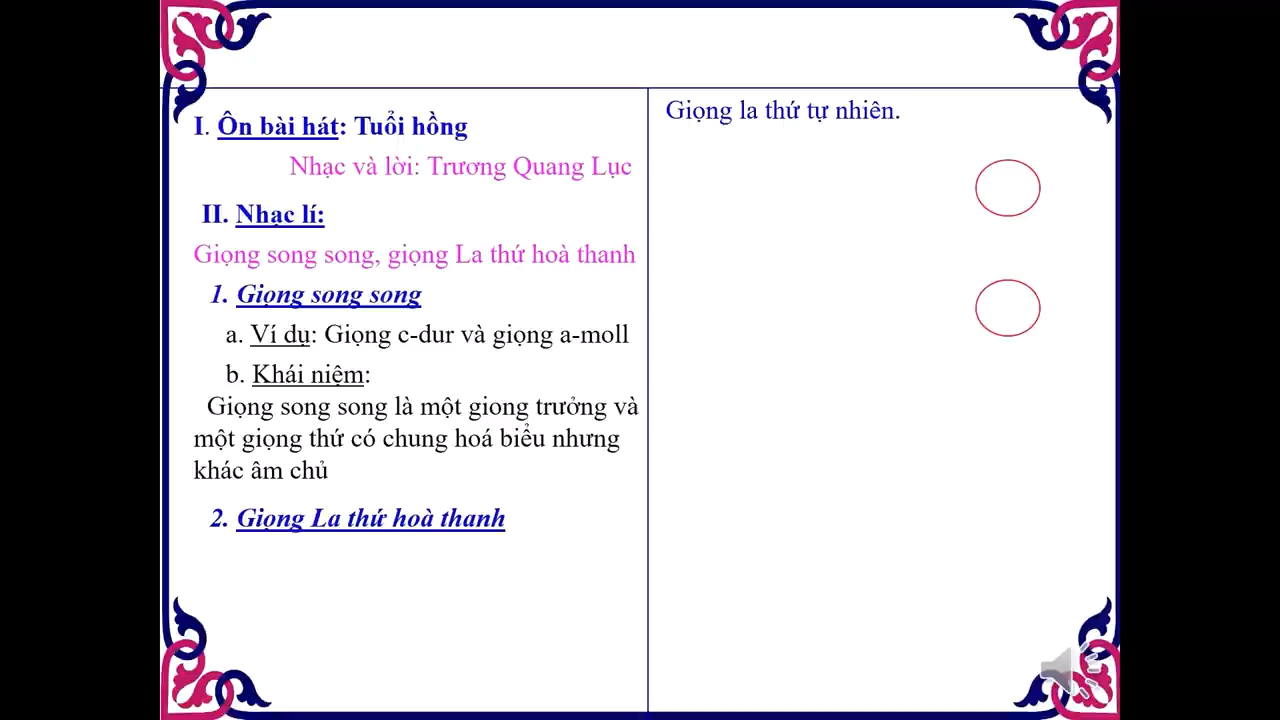 I. Ôn bài hát: Tuổi hồng
Nhạc và lời: Trương Quang Lục
II. Nhạc lí:
Giọng song song, giọng La thứ hoà thanh
1. Giọng song song
a. Ví dụ: Giọng c-dur và giọng a-moll
b. Khái niệm:
Giọng song song là một giong trưởng và
một giọng thứ có chung hoá biểu nhưng
khác âm chủ
2. Giọng La thứ hoà thanh
Giọng la thứ tự nhiên.